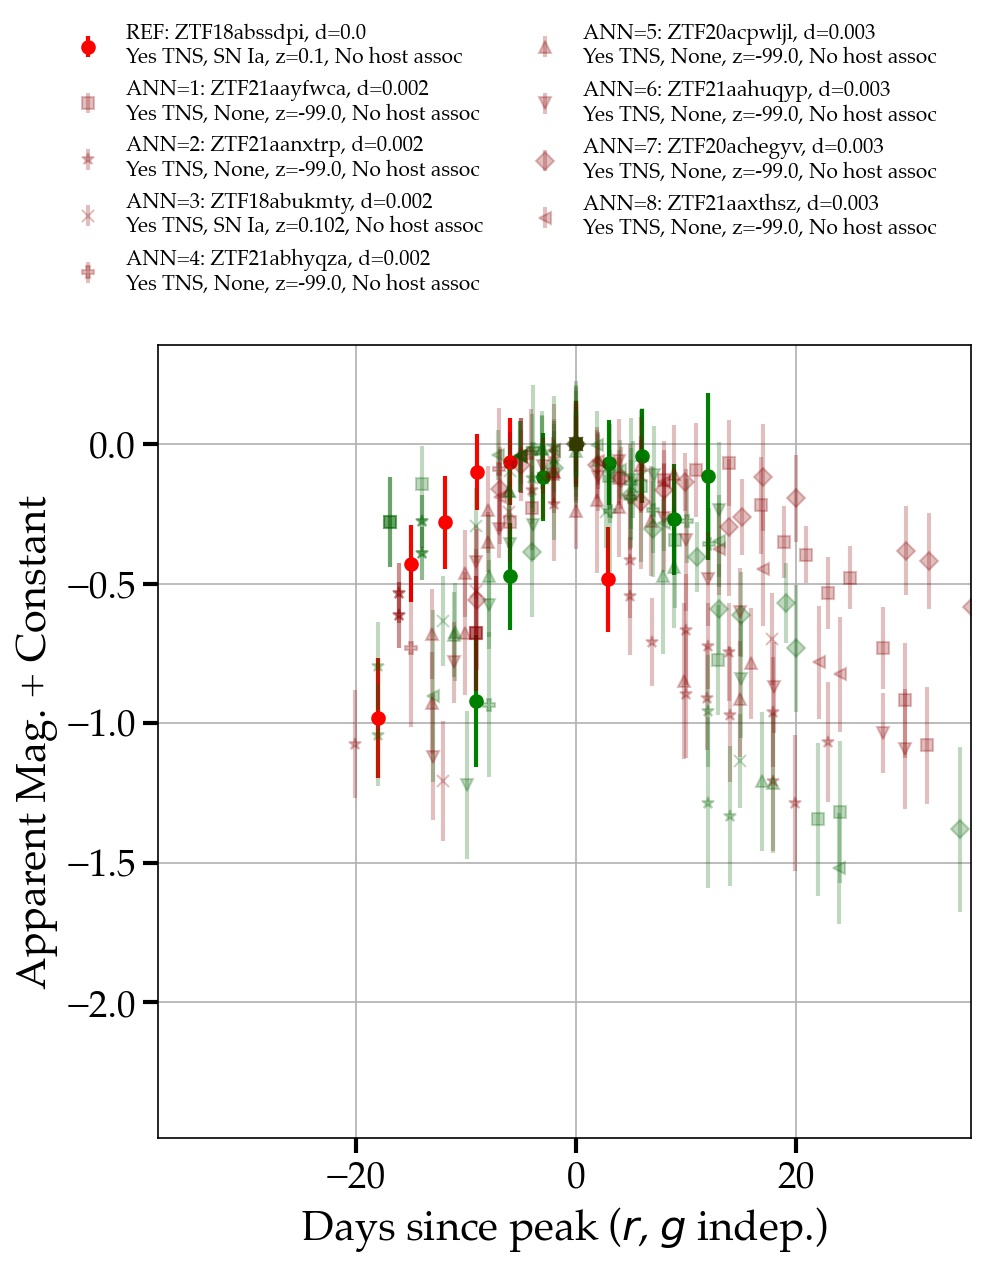 REF: ZTF18abssdpi, d=0.0
Yes TNS, SN Ia, z=0.1, No host assoc
ANN=1: ZTF21aayfwca, d=0.002
Yes TNS, None, z=-99.0, No host assoc
ANN=2: ZTF21aanxtrp, d=0.002
Yes TNS, None, z=-99.0, No host assoc
ANN=3: ZTF18abukmty, d=0.002
Yes TNS, SN Ia, z=0.102, No host assoc
ANN=4: ZTF21abhyqza, d=0.002
Yes TNS, None, z=-99.0, No host assoc
ANN=5: ZTF20acpwljl, d=0.003
Yes TNS, None, z=-99.0, No host assoc
ANN=6: ZTF21aahuqyp, d=0.003
Yes TNS, None, z=-99.0, No host assoc
ANN=7: ZTF20achegyv, d=0.003
Yes TNS, None, z=-99.0, No host assoc
ANN=8: ZTF21aaxthsz, d=0.003
Yes TNS, None, z=-99.0, No host assoc
Apparent Mag. + Constant
0.0
−0.5
−1.0
−1.5
−2.0
−20
0
20
Days since peak (r, g indep.)